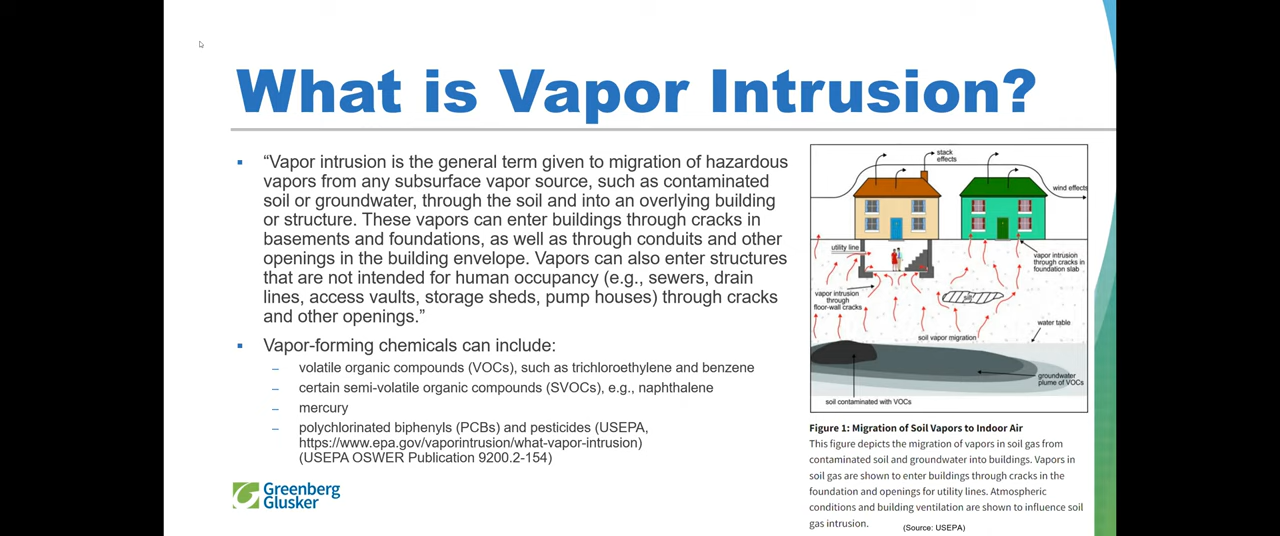 What is Vapor Intrusion?
▪ “Vapor intrusion is the general term given to migration of hazardous
vapors from any subsurface vapor source, such as contaminated
soil or groundwater, through the soil and into an overlying building
or structure. These vapors can enter buildings through cracks in
basements and foundations, as well as through conduits and other
openings in the building envelope. Vapors can also enter structures
that are not intended for human occupancy (e.g., sewers, drain
lines, access vaults, storage sheds, pump houses) through cracks
and other openings.”
▪ Vapor-forming chemicals can include:
– volatile organic compounds (VOCs), such as trichloroethylene and benzene
– certain semi-volatile organic compounds (SVOCs), e.g., naphthalene
– mercury
– polychlorinated biphenyls (PCBs) and pesticides (USEPA,
https://www.epa.gov/vaporintrusion/what-vapor-intrusion)
(USEPA OSWER Publication 9200.2-154)
Greenberg
Glusker
stack
effects
wind effects
utility line
vapor intrusion
through cracks in
foundation slab
vapor intrusion
through
floor-wall cracks
water table
soil vapor migration
groundwater
plume of VOCs
soil contaminated with VOCs
Figure 1: Migration of Soil Vapors to Indoor Air
This figure depicts the migration of vapors in soil gas from
contaminated soil and groundwater into buildings. Vapors in
soil gas are shown to enter buildings through cracks in the
foundation and openings for utility lines. Atmospheric
conditions and building ventilation are shown to influence soil
gas intrusion.
(Source: USEPA)